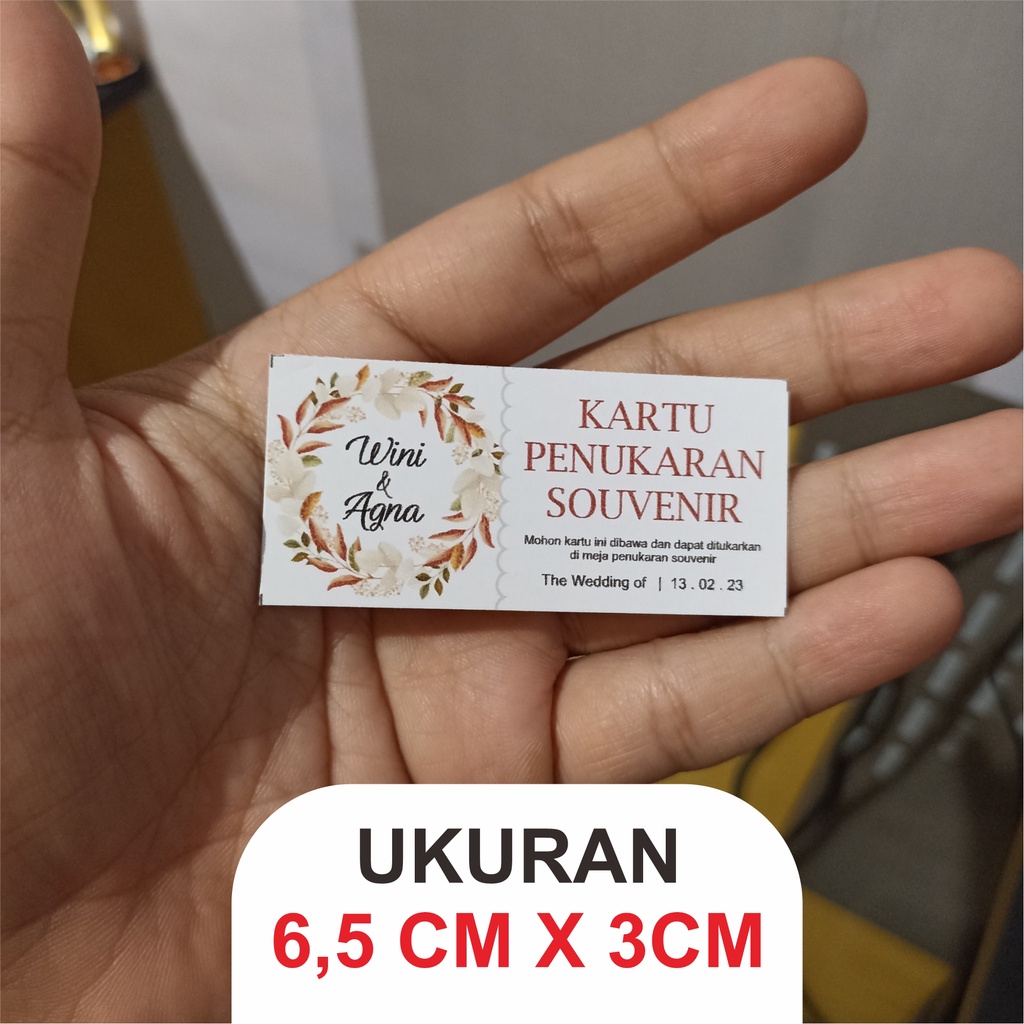 Wini
&
Agna
KARTU
PENUKARAN
SOUVENIR
Mohon kartu ini dibawa dan dapat ditukarkan
di meja penukaran souvenir
The Wedding of | 13 . 02 . 23
UKURAN
6,5 CM X 3CM